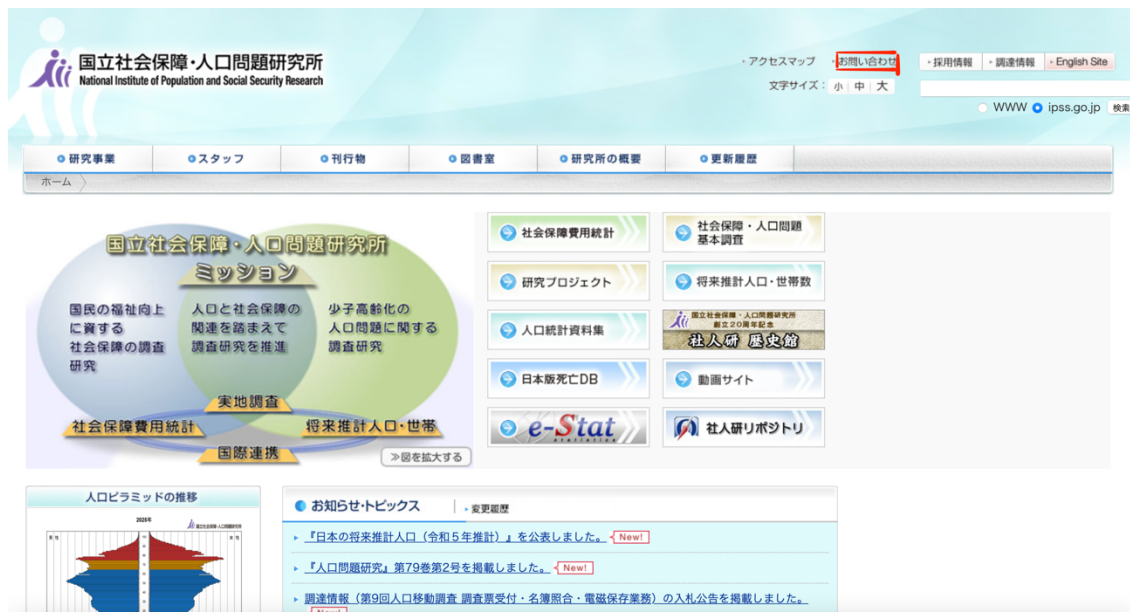 国立社会保障・人口問題研究所
National Institute of Population and Social Security Research
アクセスマップ お問い合わせ 採用情報 調達情報 English Site
文字サイズ： 小 中 大
WWW ipss.go.jp 検索
研究事業 スタッフ 刊行物 図書室 研究所の概要 更新履歴
ホーム
国立社会保障・人口問題研究所
ミッション
国民の福祉向上
に資する
社会保障の調査
研究
人口と社会保障の
関連を踏まえて
調査研究を推進
少子高齢化の
人口問題に関する
調査研究
実地調査
社会保障費用統計
将来推計人口・世帯
国際連携
≫図を拡大する
社会保障費用統計
社会保障・人口問題
基本調査
研究プロジェクト
将来推計人口・世帯数
人口統計資料集
国立社会保障・人口問題研究所
創立20周年記念
社人研 歴史館
日本版死亡DB
動画サイト
e-Stat
社人研リポジトリ
人口ピラミッドの推移
お知らせ・トピックス 変更履歴
『日本の将来推計人口（令和５年推計）』を公表しました。 New!
『人口問題研究』第79巻第2号を掲載しました。 New!
調達情報（第9回人口移動調査 調査票受付・名簿照合・電磁保存業務）の入札公告を掲載しました。